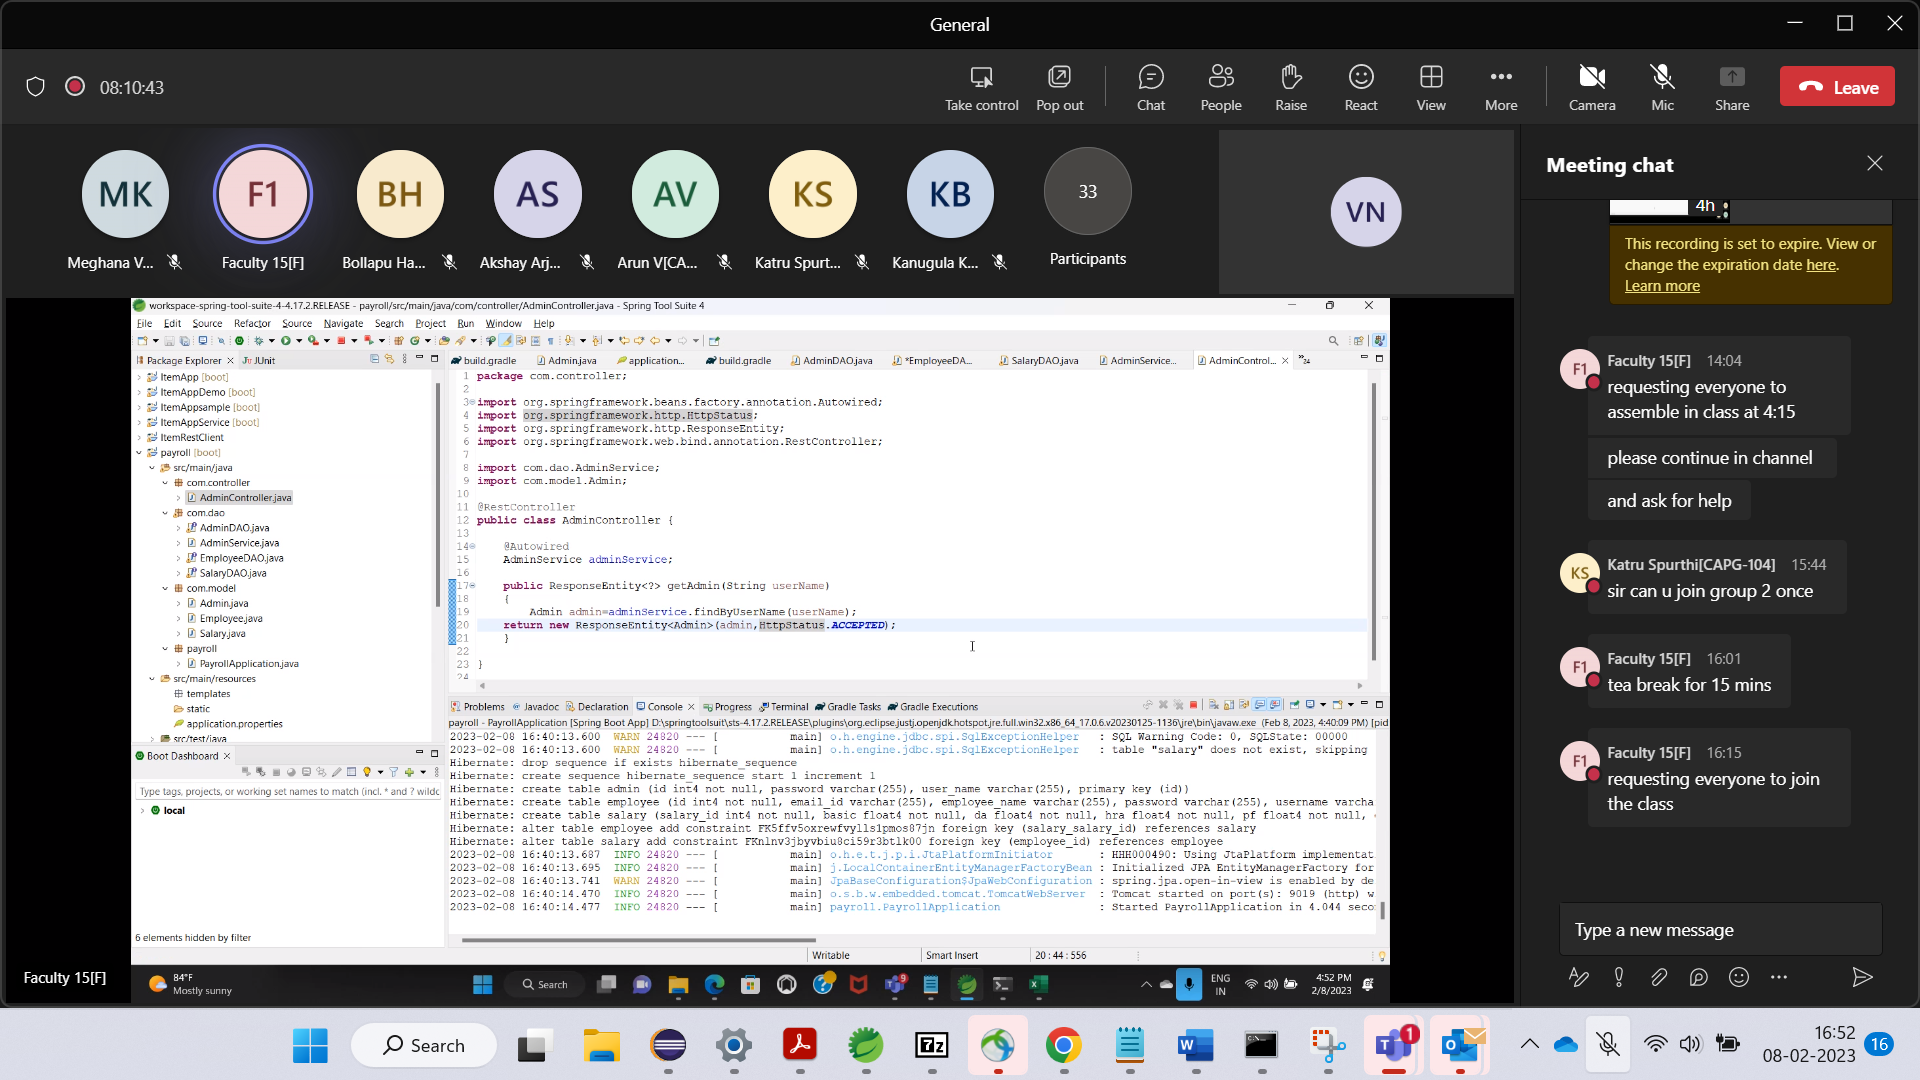 General
08:10:43
Take control
Pop out
Chat
People
Raise
React
View
More
Camera
Mic
Share
Leave
MK
F1
BH
AS
AV
KS
KB
33
VN
Meghana V...
Faculty 15[F]
Bollapu Ha...
Akshay Arj...
Arun V[CA...
Katru Spurt...
Kanugula K...
Participants
Meeting chat
4h
This recording is set to expire. View or
change the expiration date here.
Learn more
F1
Faculty 15[F] 14:04
requesting everyone to
assemble in class at 4:15
please continue in channel
and ask for help
KS
Katru Spurthi[CAPG-104] 15:44
sir can u join group 2 once
F1
Faculty 15[F] 16:01
tea break for 15 mins
F1
Faculty 15[F] 16:15
requesting everyone to join
the class
Type a new message
workspace-spring-tool-suite-4-4.17.2.RELEASE - payroll/src/main/java/com/controller/AdminController.java - Spring Tool Suite 4
File Edit Source Refactor Source Navigate Search Project Run Window Help
Package Explorer JUnit
build.gradle Admin.java application... build.gradle AdminDAO.java *EmployeeDA... SalaryDAO.java AdminService... AdminControl... 24
ItemApp [boot]
ItemAppDemo [boot]
ItemAppsample [boot]
ItemAppService [boot]
ItemRestClient
payroll [boot]
src/main/java
com.controller
AdminController.java
com.dao
AdminDAO.java
AdminService.java
EmployeeDAO.java
SalaryDAO.java
com.model
Admin.java
Employee.java
Salary.java
payroll
PayrollApplication.java
src/main/resources
templates
static
application.properties
src/test/java
1 package com.controller;
2
3 import org.springframework.beans.factory.annotation.Autowired;
4 import org.springframework.http.HttpStatus;
5 import org.springframework.http.ResponseEntity;
6 import org.springframework.web.bind.annotation.RestController;
7
8 import com.dao.AdminService;
9 import com.model.Admin;
10
11 @RestController
12 public class AdminController {
13
14 @Autowired
15 AdminService adminService;
16
17 public ResponseEntity<?> getAdmin(String userName)
18 {
19 Admin admin=adminService.findByUserName(userName);
20 return new ResponseEntity<Admin>(admin,HttpStatus.ACCEPTED);
21 }
22
23 }
24
Boot Dashboard
Type tags, projects, or working set names to match (incl. * and ? wildc
local
6 elements hidden by filter
Problems Javadoc Declaration Console Progress Terminal Gradle Tasks Gradle Executions
payroll - PayrollApplication [Spring Boot App] D:\springtoolsuit\sts-4.17.2.RELEASE\plugins\org.eclipse.justj.openjdk.hotspot.jre.full.win32.x86_64_17.0.6.v20230125-1136\jre\bin\javaw.exe (Feb 8, 2023, 4:40:09 PM) [pid
2023-02-08 16:40:13.600 WARN 24820 --- [ main] o.h.engine.jdbc.spi.SqlExceptionHelper : SQL Warning Code: 0, SQLState: 00000
2023-02-08 16:40:13.600 WARN 24820 --- [ main] o.h.engine.jdbc.spi.SqlExceptionHelper : table "salary" does not exist, skipping
Hibernate: drop sequence if exists hibernate_sequence
Hibernate: create sequence hibernate_sequence start 1 increment 1
Hibernate: create table admin (id int4 not null, password varchar(255), user_name varchar(255), primary key (id))
Hibernate: create table employee (id int4 not null, email_id varchar(255), employee_name varchar(255), password varchar(255), username varcha
Hibernate: create table salary (salary_id int4 not null, basic float4 not null, da float4 not null, hra float4 not null, pf float4 not null,
Hibernate: alter table employee add constraint FK5ffv5oxrewfvylls1pmos87jn foreign key (salary_salary_id) references salary
Hibernate: alter table salary add constraint FKnlnv3jbyvbiu8ci59r3btlk00 foreign key (employee_id) references employee
2023-02-08 16:40:13.687 INFO 24820 --- [ main] o.h.e.t.j.p.i.JtaPlatformInitiator : HHH000490: Using JtaPlatform implementat
2023-02-08 16:40:13.695 INFO 24820 --- [ main] j.LocalContainerEntityManagerFactoryBean : Initialized JPA EntityManagerFactory for
2023-02-08 16:40:13.741 WARN 24820 --- [ main] JpaBaseConfiguration$JpaWebConfiguration : spring.jpa.open-in-view is enabled by de
2023-02-08 16:40:14.470 INFO 24820 --- [ main] o.s.b.w.embedded.tomcat.TomcatWebServer : Tomcat started on port(s): 9019 (http) w
2023-02-08 16:40:14.477 INFO 24820 --- [ main] payroll.PayrollApplication : Started PayrollApplication in 4.044 seco
Writable Smart Insert 20 : 44 : 556
Faculty 15[F]
84°F
Mostly sunny
Search
9
ENG
IN
4:52 PM
2/8/2023
Search
7z
1
16:52
08-02-2023
16